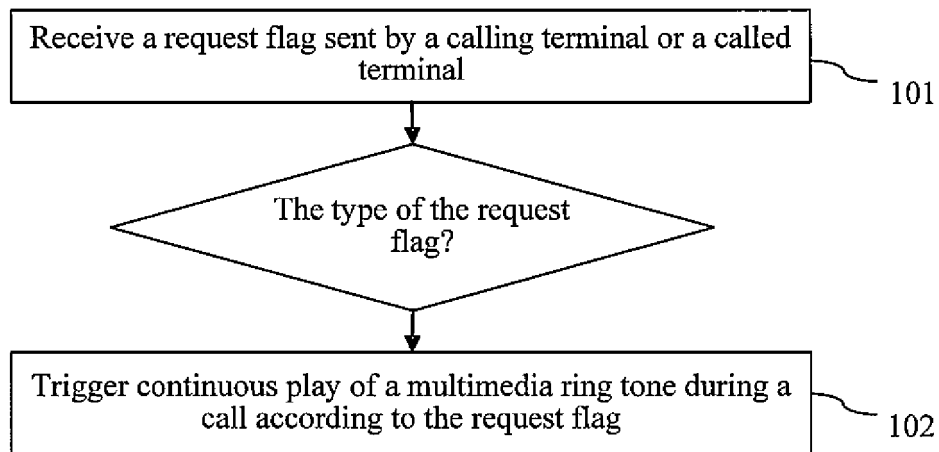 Receive a request flag sent by a calling terminal or a called
terminal
101
The type of the request
flag?
Trigger continuous play of a multimedia ring tone during a
call according to the request flag
102